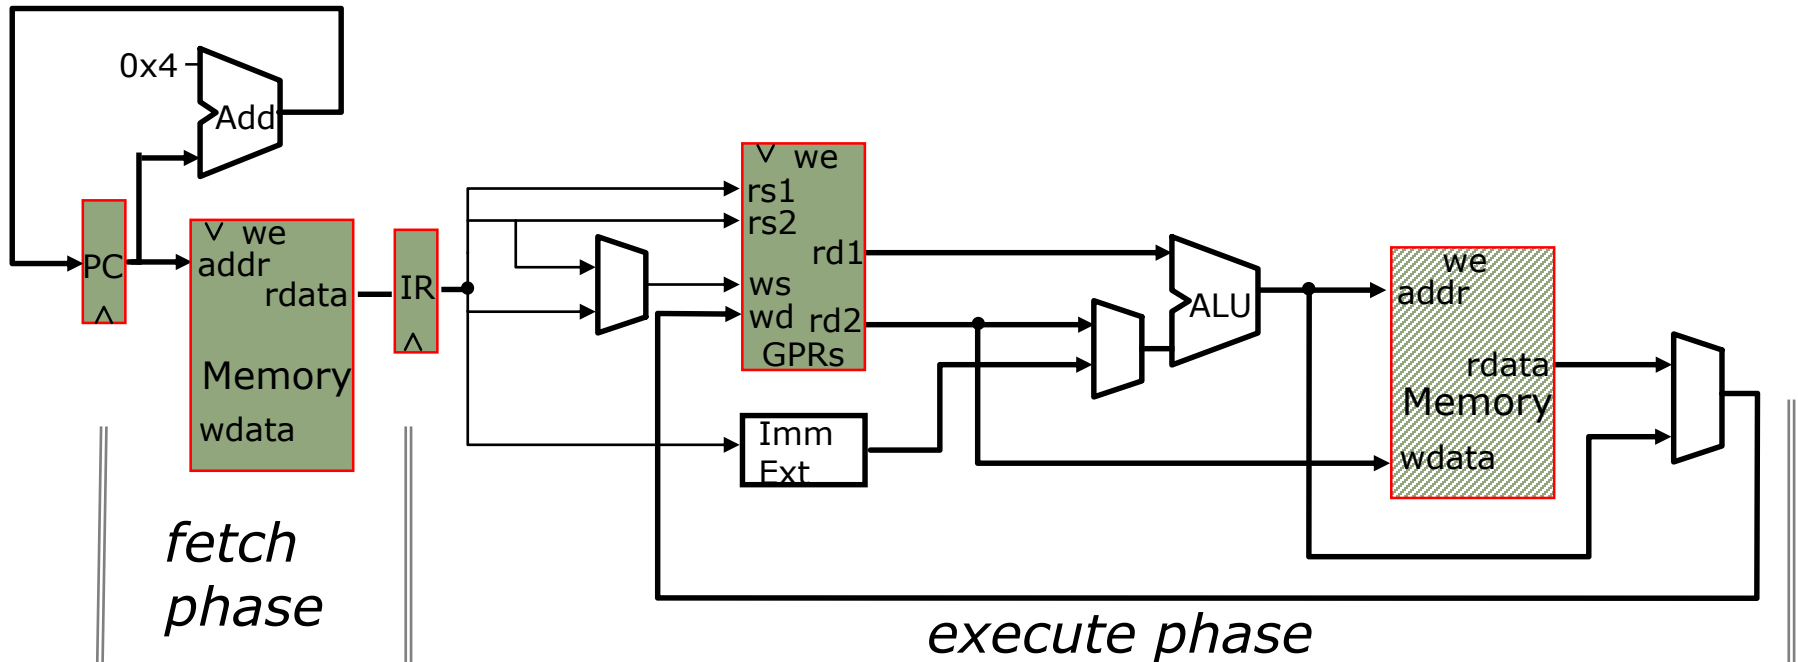 0x4
Add
PC
we
addr
rdata
Memory
wdata
IR
we
rs1
rs2
rd1
ws
wd rd2
GPRs
Imm
Ext
ALU
we
addr
rdata
Memory
wdata
fetch
phase
execute phase